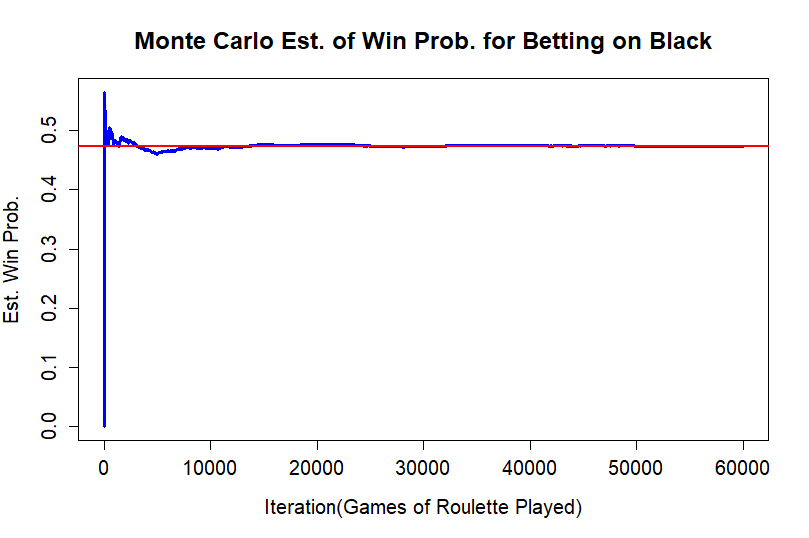 Monte Carlo Est. of Win Prob. for Betting on Black
Est. Win Prob.
0.5
0.4
0.3
0.2
0.1
0.0
0 10000 20000 30000 40000 50000 60000
Iteration(Games of Roulette Played)